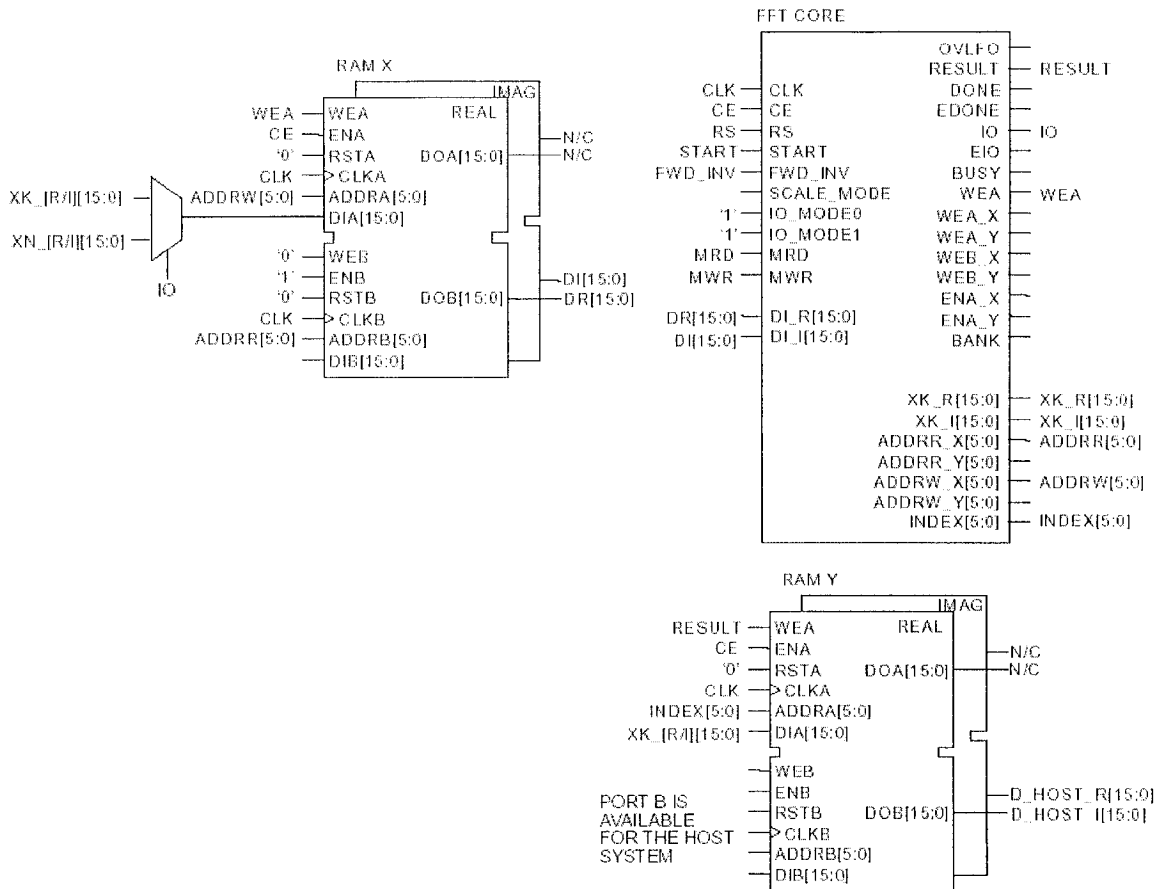 RAM X
IMAG
REAL
WEA WEA
CE ENA
'0' RSTA DOA[15:0] N/C
N/C
CLK CLKA
ADDRW[5:0] ADDRA[5:0]
DIA[15:0]
XK_[R/I][15:0]
XN_[R/I][15:0]
IO
'0' WEB
'1' ENB
'0' RSTB DOB[15:0] DI[15:0]
DR[15:0]
CLK CLKB
ADDRR[5:0] ADDRB[5:0]
DIB[15:0]
FFT CORE
OVLFO
RESULT RESULT
CLK CLK DONE
CE CE EDONE
RS RS IO IO
START START EIO
FWD_INV FWD_INV BUSY
SCALE_MODE WEA WEA
'1' IO_MODE0 WEA_X
'1' IO_MODE1 WEA_Y
MRD MRD WEB_X
MWR MWR WEB_Y
ENA_X
DR[15:0] DI_R[15:0] ENA_Y
DI[15:0] DI_I[15:0] BANK
XK_R[15:0] XK_R[15:0]
XK_I[15:0] XK_I[15:0]
ADDRR_X[5:0] ADDRR[5:0]
ADDRR_Y[5:0]
ADDRW_X[5:0] ADDRW[5:0]
ADDRW_Y[5:0]
INDEX[5:0] INDEX[5:0]
RAM Y
IMAG
RESULT WEA REAL
CE ENA N/C
'0' RSTA DOA[15:0] N/C
CLK CLKA
INDEX[5:0] ADDRA[5:0]
XK_[R/I][15:0] DIA[15:0]
WEB
ENB D_HOST_R[15:0]
RSTB DOB[15:0] D_HOST_I[15:0]
CLKB
ADDRB[5:0]
DIB[15:0]
PORT B IS
AVAILABLE
FOR THE HOST
SYSTEM